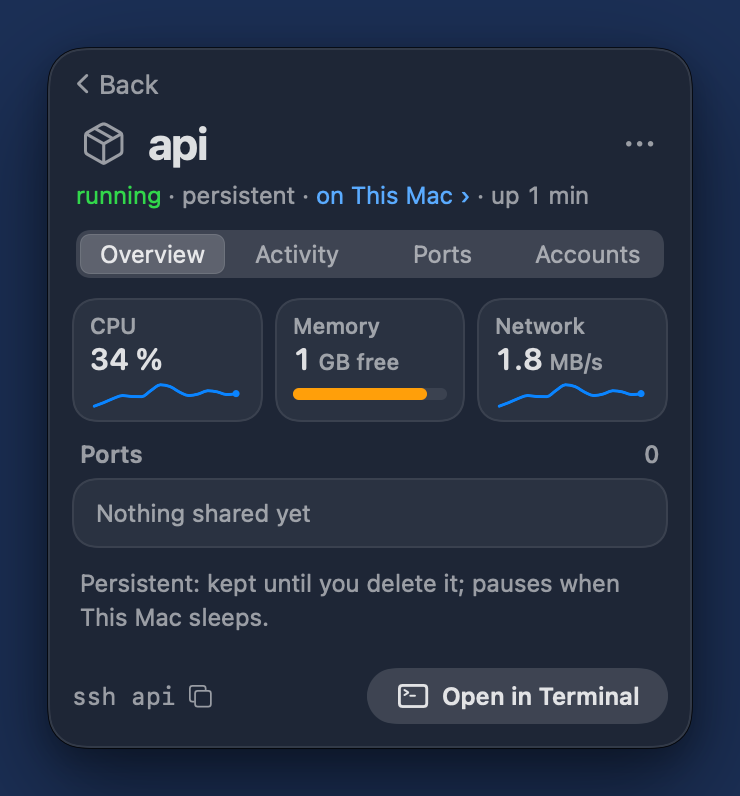 Back
api
running · persistent · on This Mac › · up 1 min
Overview Activity Ports Accounts
CPU Memory Network
34 % 1 GB free 1.8 MB/s
Ports 0
Nothing shared yet
Persistent: kept until you delete it; pauses when
This Mac sleeps.
ssh api Open in Terminal